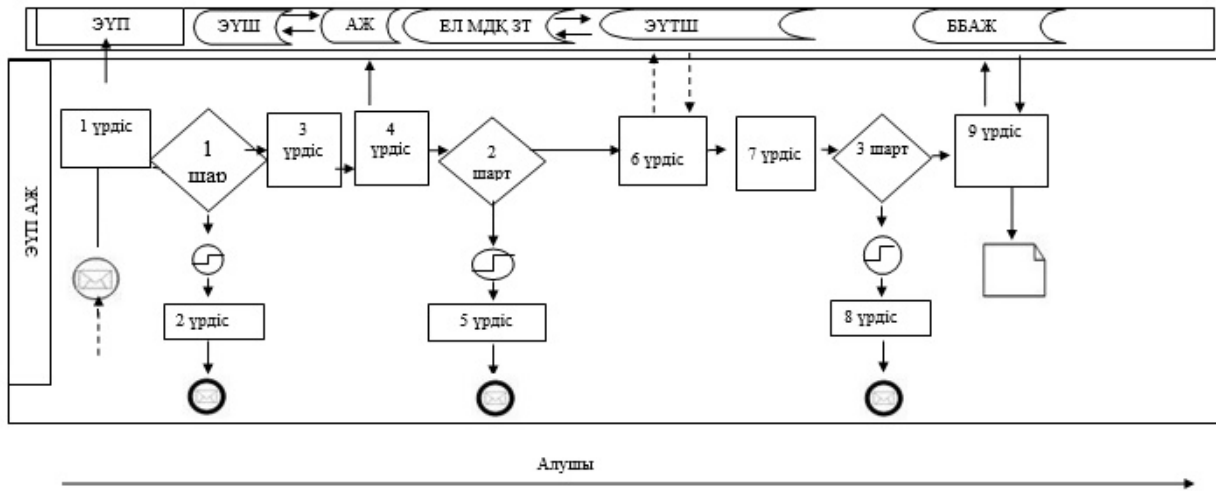 ЭҮП ЭҮШ АЖ ЕЛ МДҚ ЗТ ЭҮТШ ББАЖ
ЭҮП АЖ
1 үрдіс
1
шар
3
үрдіс
4
үрдіс
2
шарт
6 үрдіс
7 үрдіс
3 шарт
9 үрдіс
2 үрдіс
5 үрдіс
8 үрдіс
Алушы